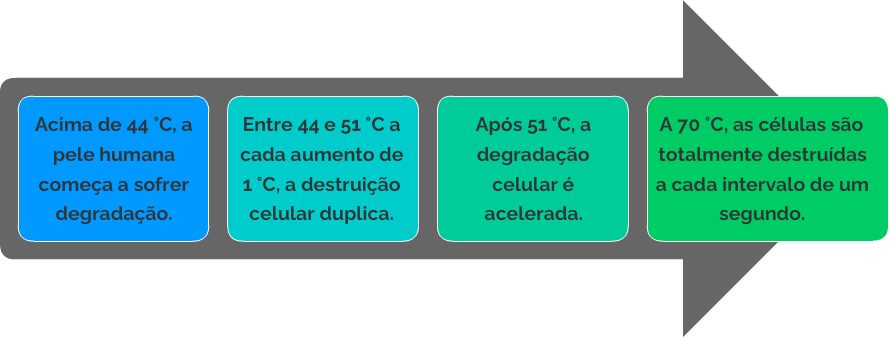 Acima de 44 °C, a
pele humana
começa a sofrer
degradação.
Entre 44 e 51 °C a
cada aumento de
1 °C, a destruição
celular duplica.
Após 51 °C, a
degradação
celular é
acelerada.
A 70 °C, as células são
totalmente destruídas
a cada intervalo de um
segundo.